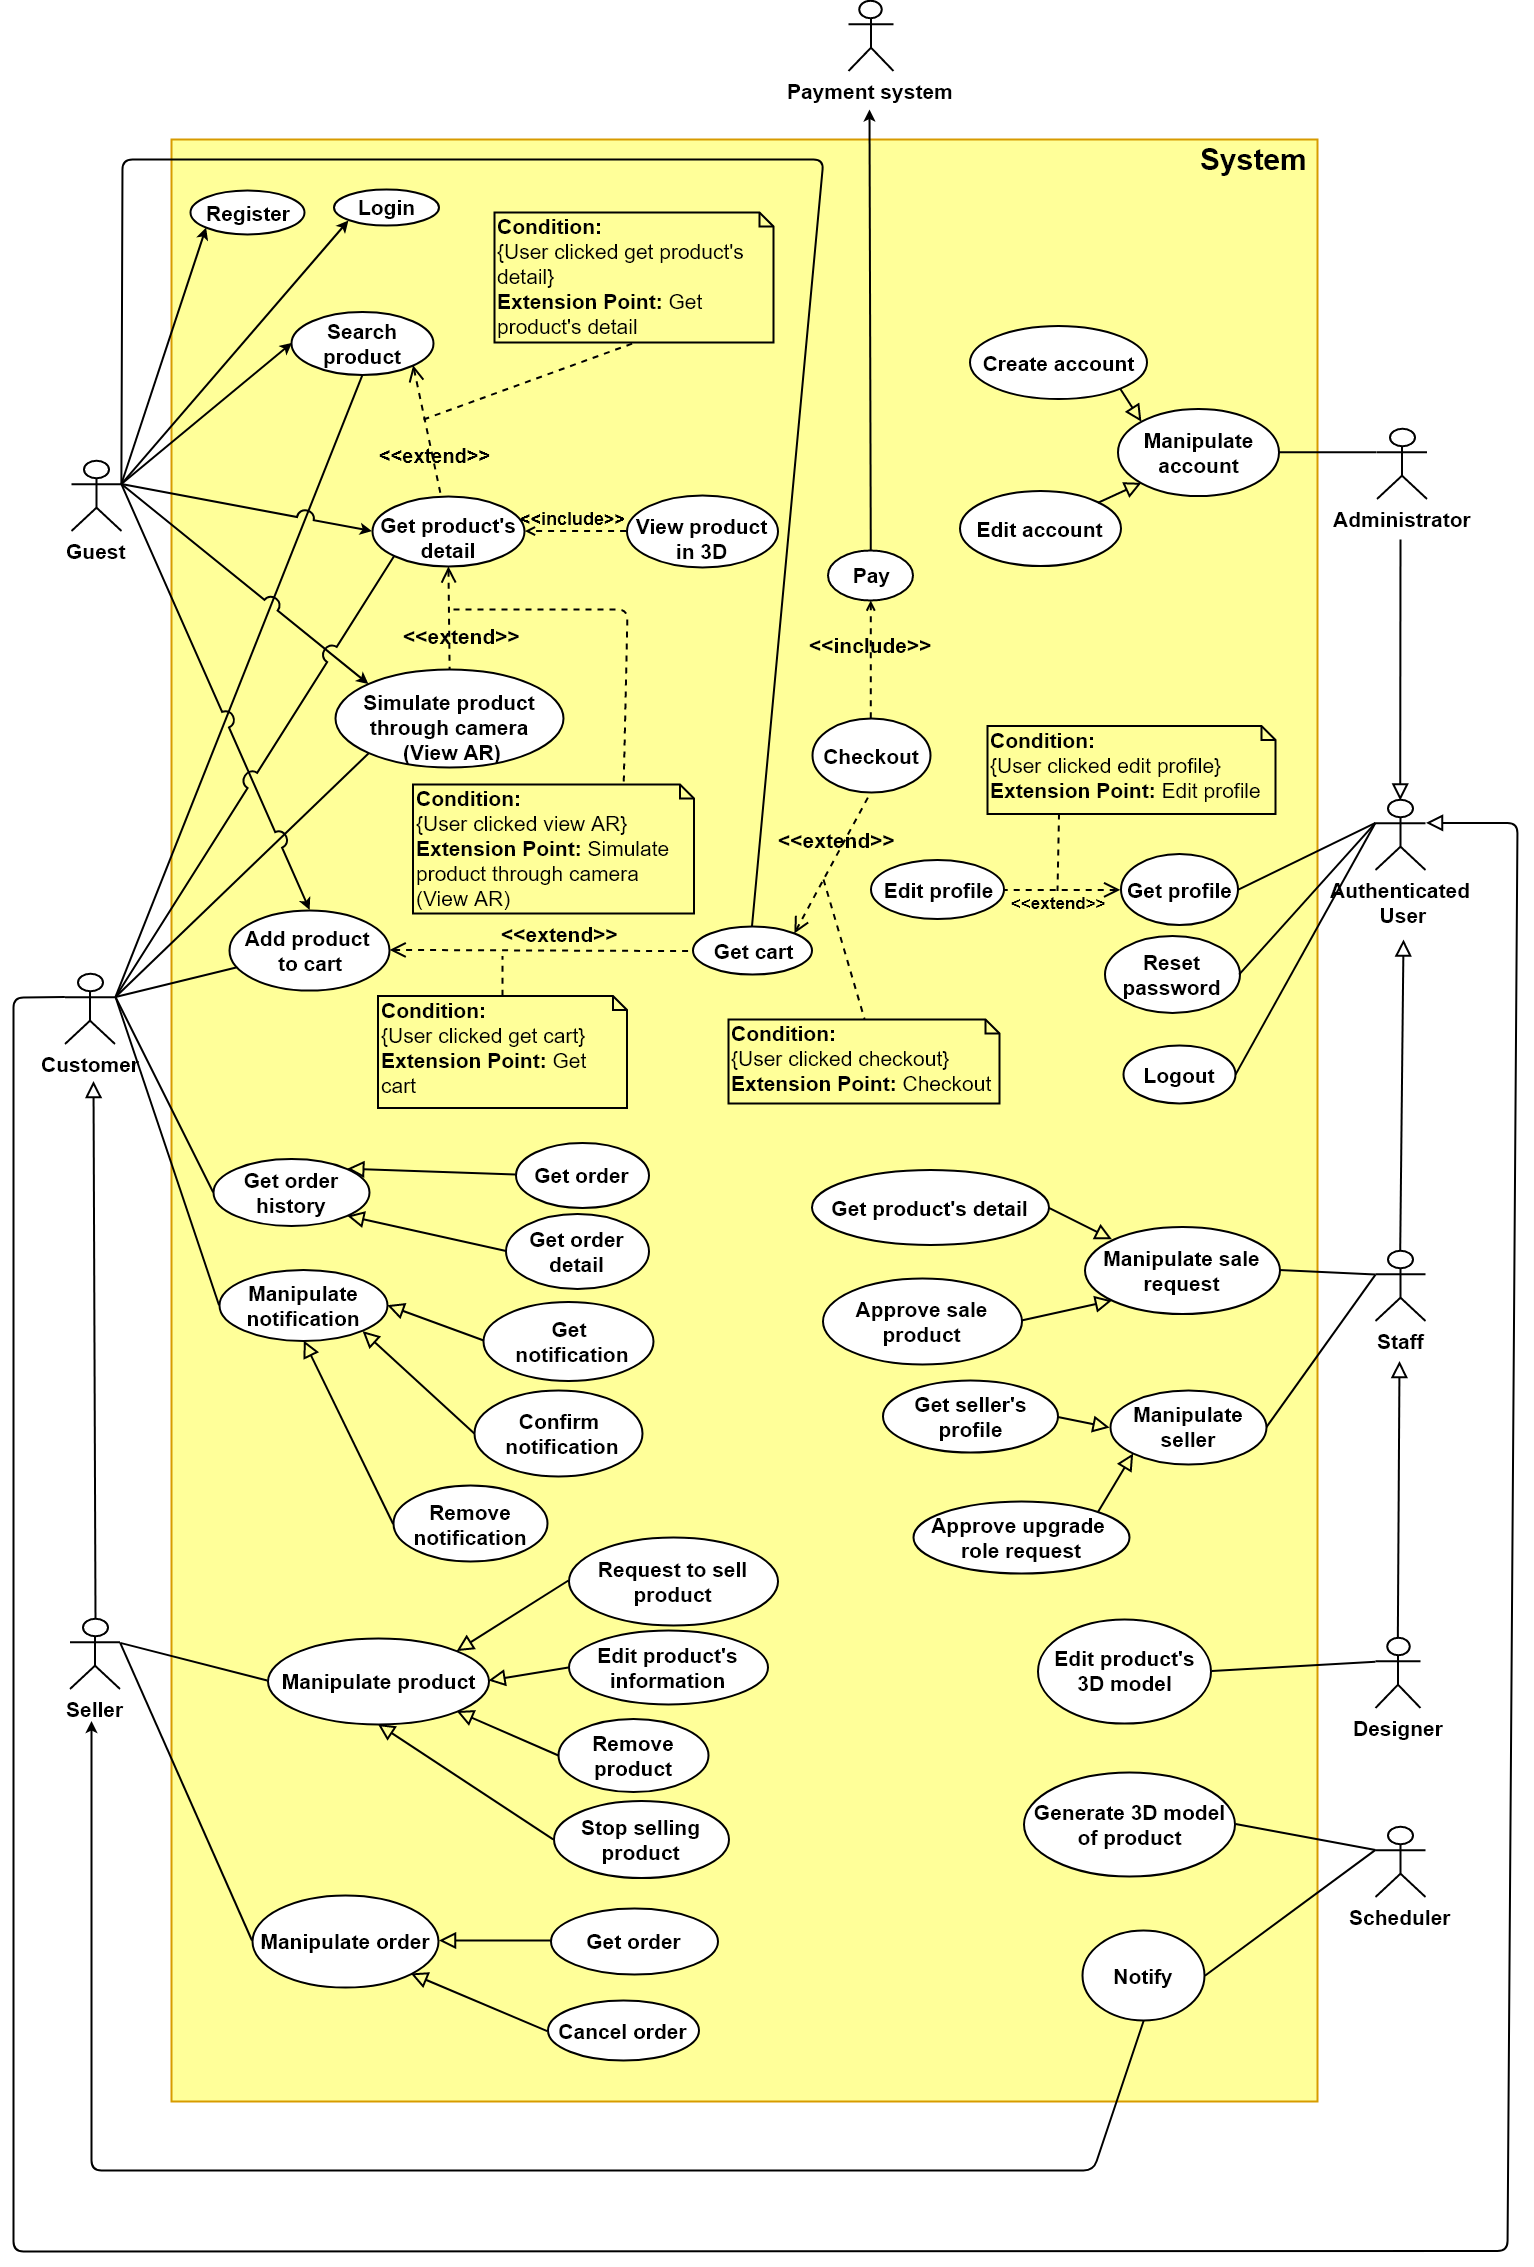 Payment system
System
Register
Login
Condition:
{User clicked get product's
detail}
Extension Point: Get
product's detail
Search
product
Create account
Manipulate
account
Administrator
<<extend>>
Guest
Get product's
detail
<<include>>
View product
in 3D
Edit account
Pay
<<extend>>
<<include>>
Simulate product
through camera
(View AR)
Checkout
Condition:
{User clicked edit profile}
Extension Point: Edit profile
Condition:
{User clicked view AR}
Extension Point: Simulate
product through camera
(View AR)
<<extend>>
Edit profile
<<extend>>
Get profile
Authenticated
User
Add product
to cart
<<extend>>
Get cart
Reset
password
Customer
Condition:
{User clicked get cart}
Extension Point: Get
cart
Condition:
{User clicked checkout}
Extension Point: Checkout
Logout
Get order
history
Get order
Get order
detail
Get product's detail
Manipulate sale
request
Manipulate
notification
Get
notification
Approve sale
product
Staff
Confirm
notification
Get seller's
profile
Manipulate
seller
Remove
notification
Approve upgrade
role request
Request to sell
product
Seller
Manipulate product
Edit product's
information
Edit product's
3D model
Designer
Remove
product
Stop selling
product
Generate 3D model
of product
Scheduler
Manipulate order
Get order
Notify
Cancel order